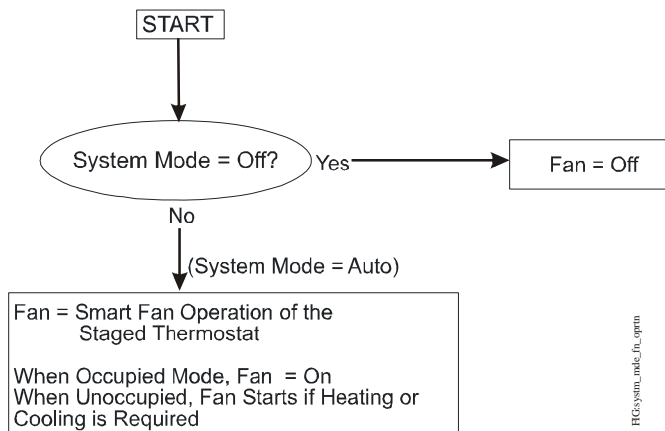 START
System Mode = Off?
Yes
Fan = Off
No
(System Mode = Auto)
Fan = Smart Fan Operation of the
Staged Thermostat
When Occupied Mode, Fan = On
When Unoccupied, Fan Starts if Heating or
Cooling is Required
FIG:systm_mde_fn_oprtn